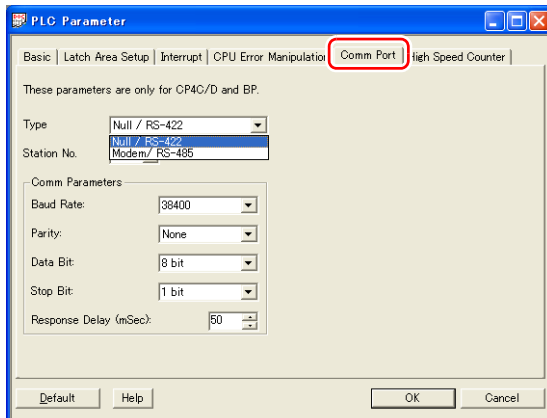 PLC Parameter
Basic | Latch Area Setup | Interrupt | CPU Error Manipulation | Comm Port | High Speed Counter |
These parameters are only for CP4C/D and BP.
Type Null / RS-422
Null / RS-422
Modem/ RS-485
Station No.
Comm Parameters
Baud Rate: 38400
Parity: None
Data Bit: 8 bit
Stop Bit: 1 bit
Response Delay (mSec): 50
Default Help OK Cancel